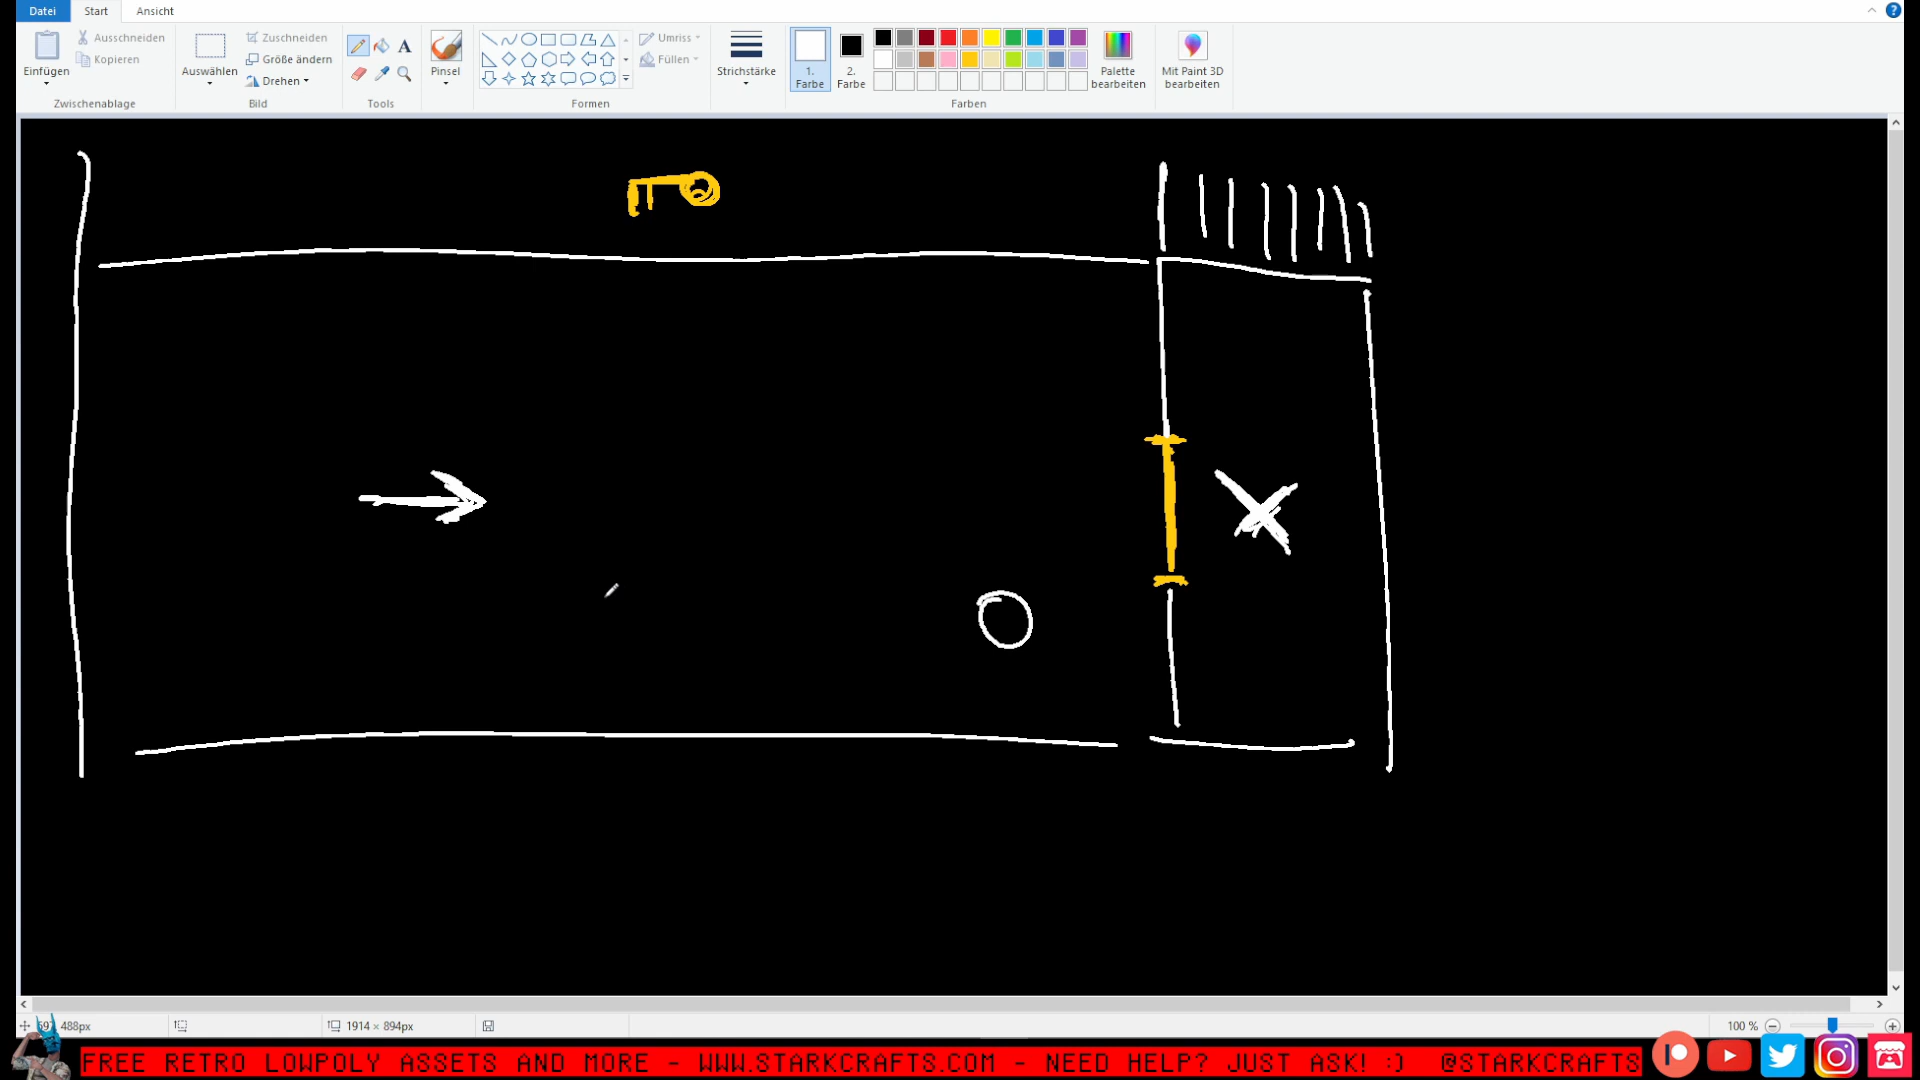 Datei Start Ansicht
Einfügen
Ausschneiden
Kopieren
Zwischenablage
Auswählen
Zuschneiden
Größe ändern
Drehen
Bild
A
Tools
Pinsel
Umriss
Füllen
Formen
Strichstärke
1. Farbe
2. Farbe
Palette bearbeiten
Farben
Mit Paint 3D bearbeiten
488px 1914 × 894px 100 %
FREE RETRO LOWPOLY ASSETS AND MORE - WWW.STARKCRAFTS.COM - NEED HELP? JUST ASK! :) @STARKCRAFTS